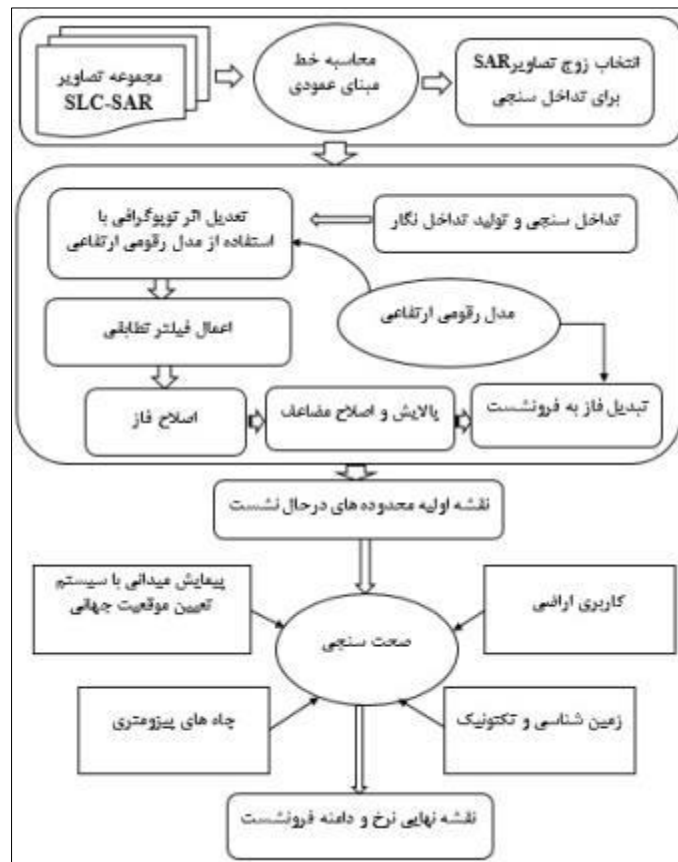 مجموعه تصاویر
SLC-SAR
محاسبه خط
مبنای عمودی
انتخاب زوج تصاویرSAR
برای تداخل سنجی
تداخل سنجی و تولید تداخل نگار
تعدیل اثر توپوگرافی با
استفاده از مدل رقومی ارتفاعی
مدل رقومی ارتفاعی
اعمال فیلتر تطابقی
اصلاح فاز
پالایش و اصلاح مضاعف
تبدیل فاز به فرونشست
نقشه اولیه محدوده های درحال نشست
پیمایش میدانی با سیستم
تعیین موقعیت جهانی
کاربری اراضی
صحت سنجی
چاه های پیزومتری
زمین شناسی و تکتونیک
نقشه نهایی نرخ و دامنه فرونشست